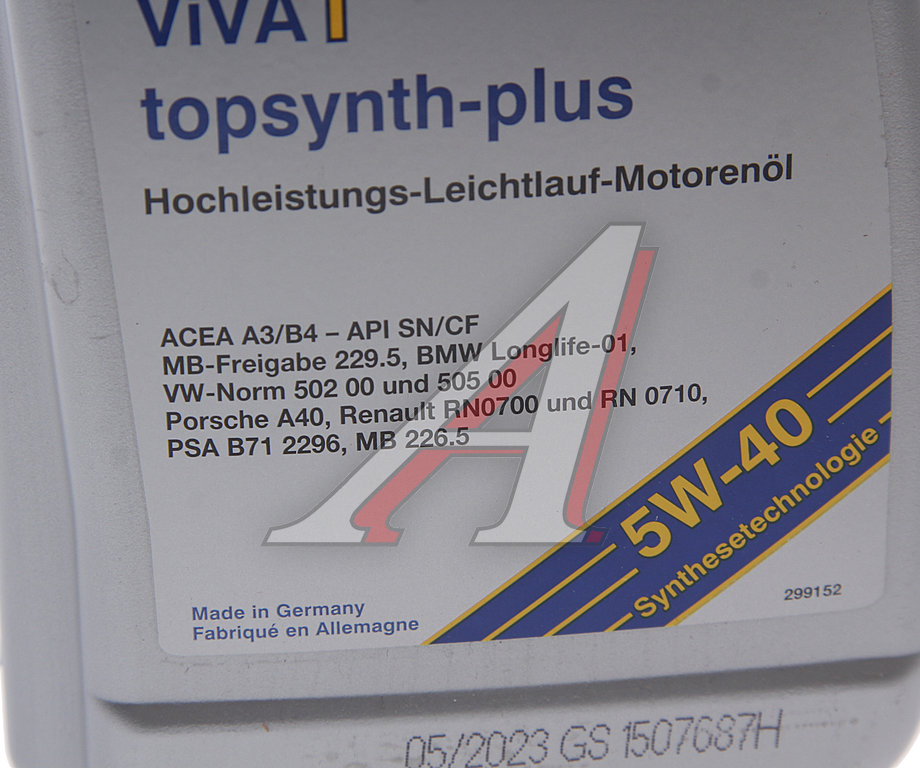 ViVA 1
topsynth-plus
Hochleistungs-Leichtlauf-Motorenöl
ACEA A3/B4 – API SN/CF
MB-Freigabe 229.5, BMW Longlife-01,
VW-Norm 502 00 und 505 00
Porsche A40, Renault RN0700 und RN 0710,
PSA B71 2296, MB 226.5
5W-40
Synthesetechnologie
299152
Made in Germany
Fabriqué en Allemagne
05/2023 GS 1507687H